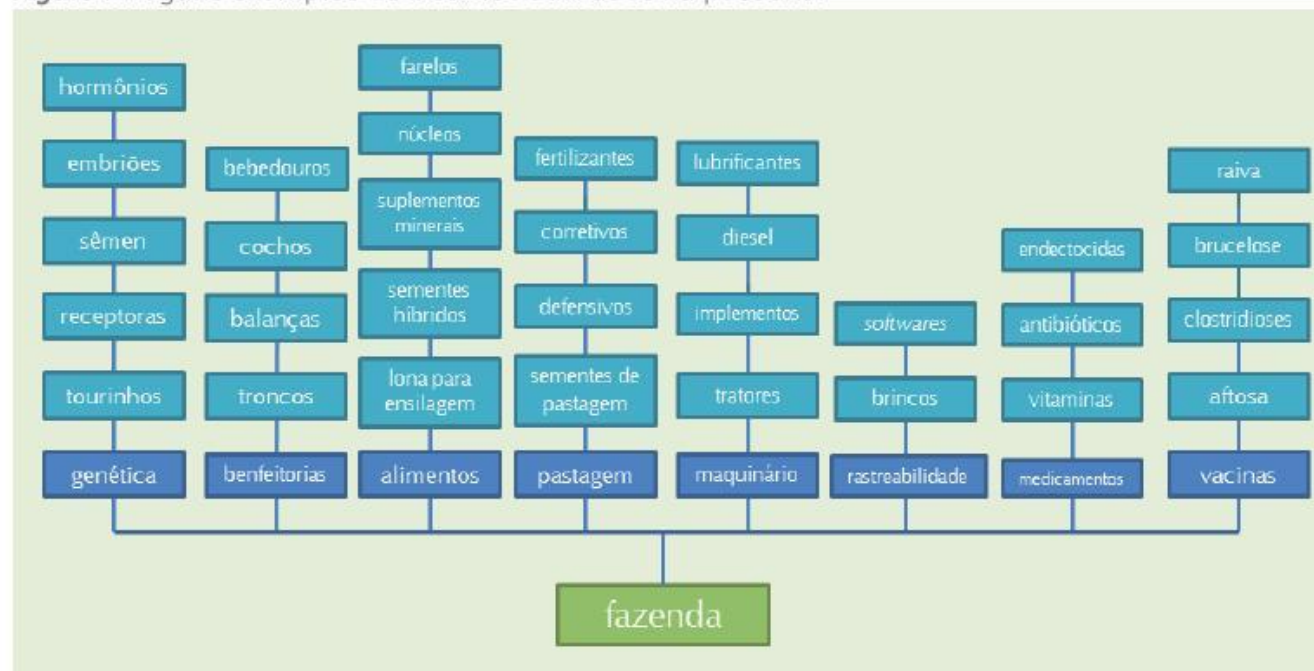 hormônios
embriões
sêmen
receptoras
tourinhos
genética
bebedouros
cochos
balanças
troncos
benfeitorias
farelos
núcleos
suplementos
minerais
sementes
híbridos
lona para
ensilagem
alimentos
fertilizantes
corretivos
defensivos
sementes de
pastagem
pastagem
lubrificantes
diesel
implementos
tratores
maquinário
softwares
brincos
rastreabilidade
endectocidas
antibióticos
vitaminas
medicamentos
raiva
brucelose
clostridioses
aftosa
vacinas
fazenda